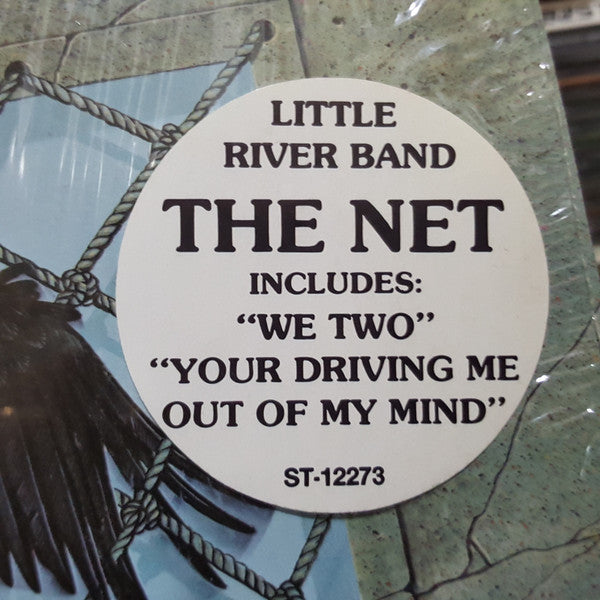 LITTLE
RIVER BAND
THE NET
INCLUDES:
“WE TWO”
“YOUR DRIVING ME
OUT OF MY MIND”
ST-12273